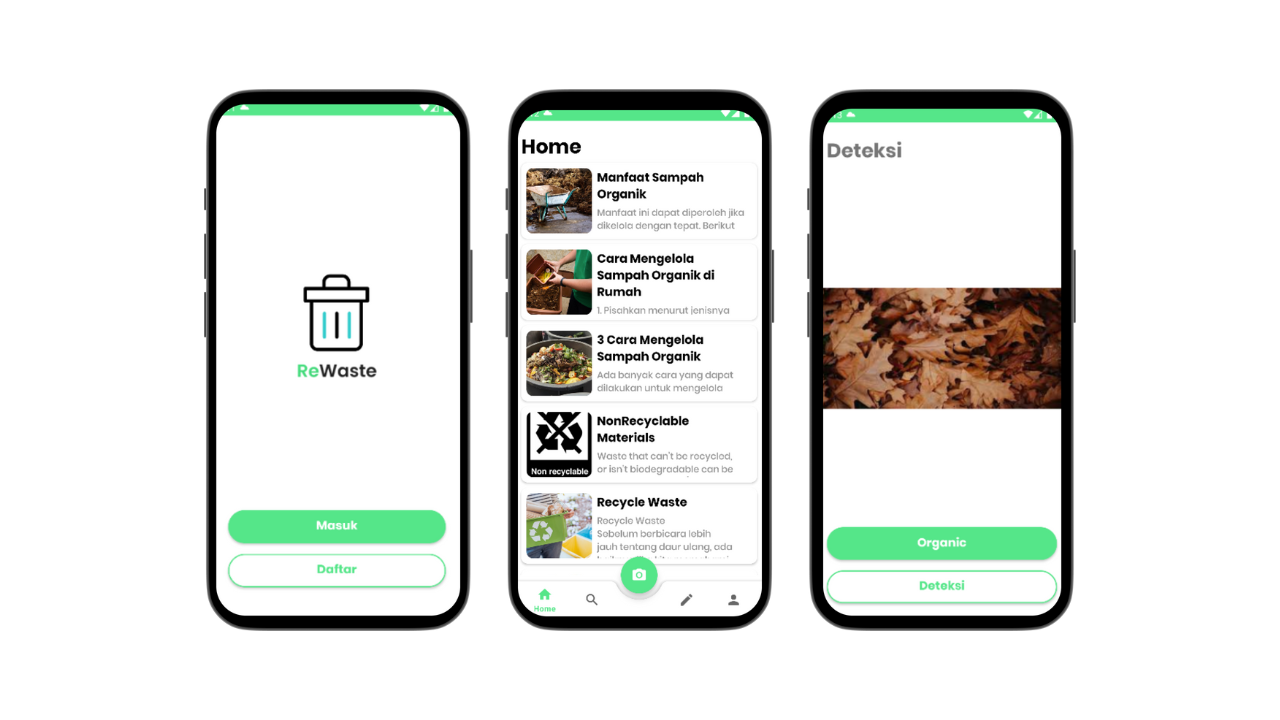 ReWaste
Masuk
Daftar
Home
Manfaat Sampah
Organik
Manfaat ini dapat diperoleh jika
dikelola dengan tepat. Berikut
Cara Mengelola
Sampah Organik di
Rumah
1. Pisahkan menurut jenisnya
3 Cara Mengelola
Sampah Organik
Ada banyak cara yang dapat
dilakukan untuk mengelola
Non recyclable
NonRecyclable
Materials
Waste that can't be recycled,
or isn't biodegradable can be
Recycle Waste
Recycle Waste
Sebelum berbicara lebih
jauh tentang daur ulang, ada
Home
Deteksi
Organic
Deteksi